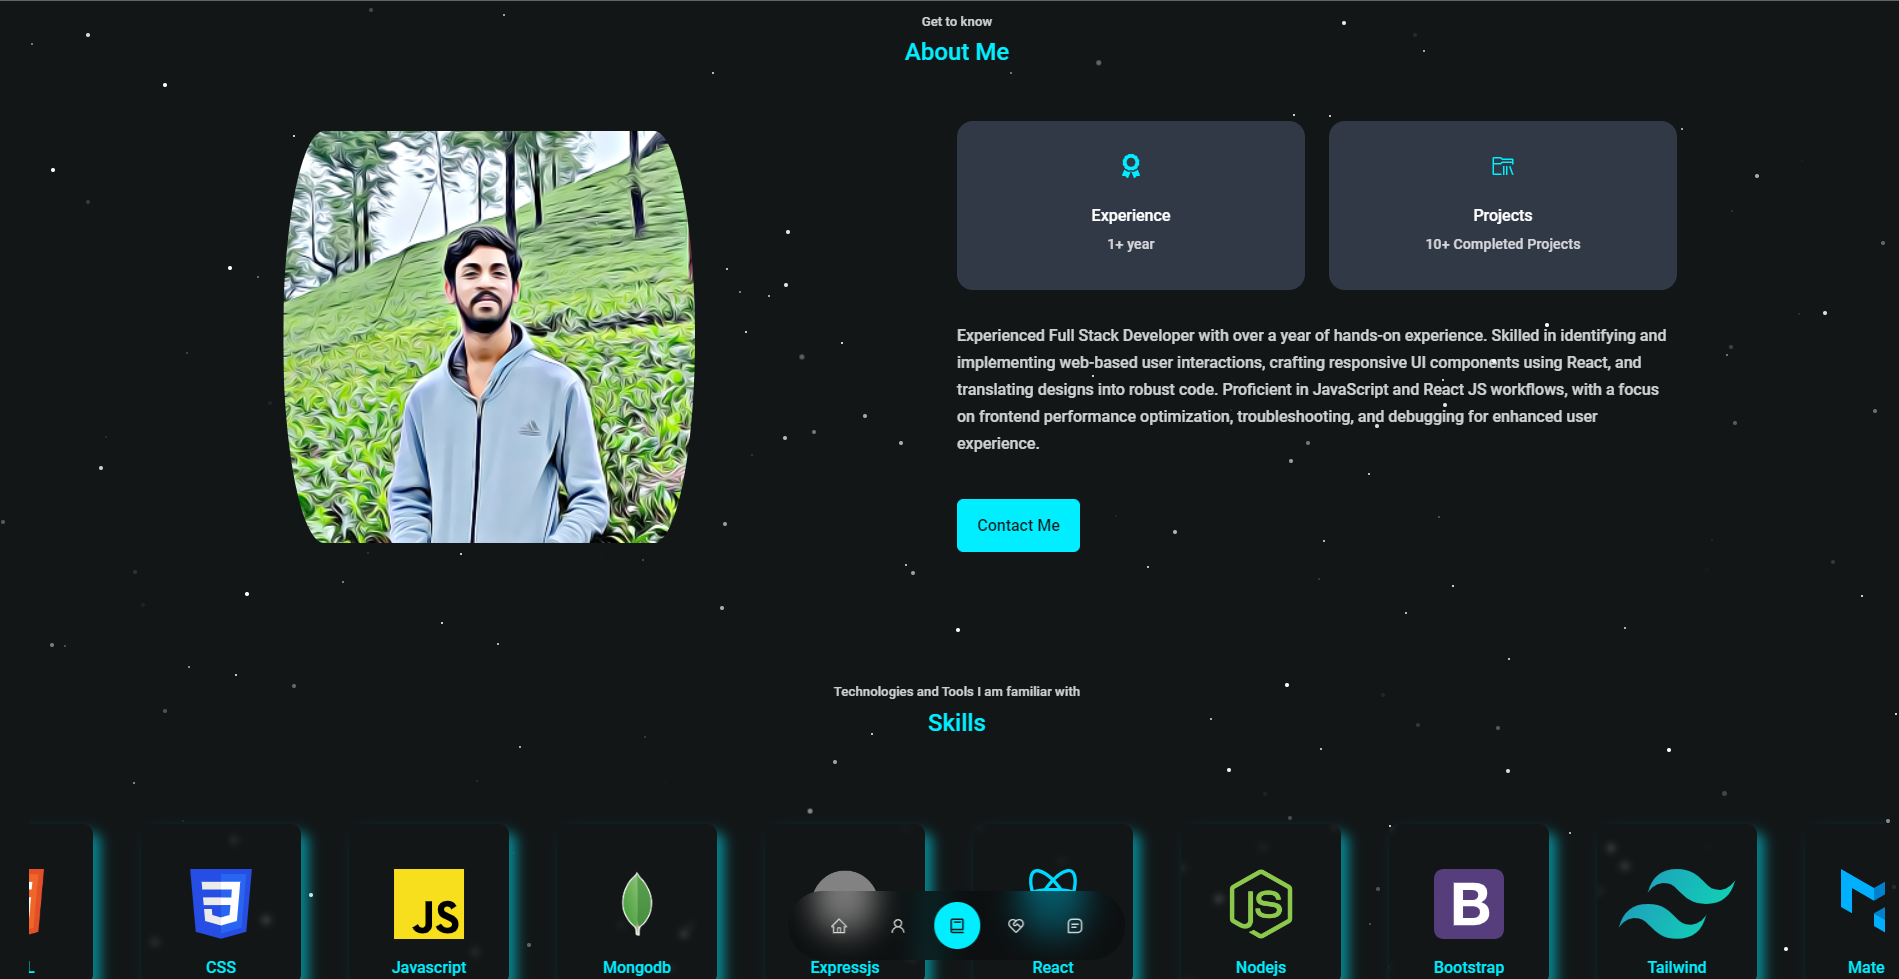 Get to know
About Me
Experience
1+ year
Projects
10+ Completed Projects
Experienced Full Stack Developer with over a year of hands-on experience. Skilled in identifying and
implementing web-based user interactions, crafting responsive UI components using React, and
translating designs into robust code. Proficient in JavaScript and React JS workflows, with a focus
on frontend performance optimization, troubleshooting, and debugging for enhanced user
experience.
Contact Me
Technologies and Tools I am familiar with
Skills
JS
JS
B
L
CSS
Javascript
Mongodb
Expressjs
React
Nodejs
Bootstrap
Tailwind
Mate